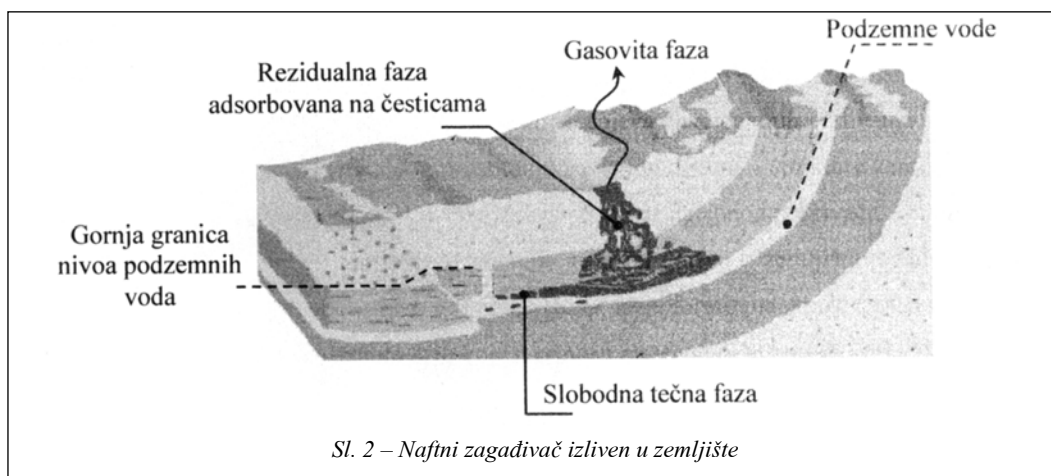 Podzemne vode
Gasovita faza
Rezidualna faza
adsorbovana na česticama
Gornja granica
nivoa podzemnih
voda
Slobodna tečna faza
Sl. 2 – Naftni zagađivač izliven u zemljište